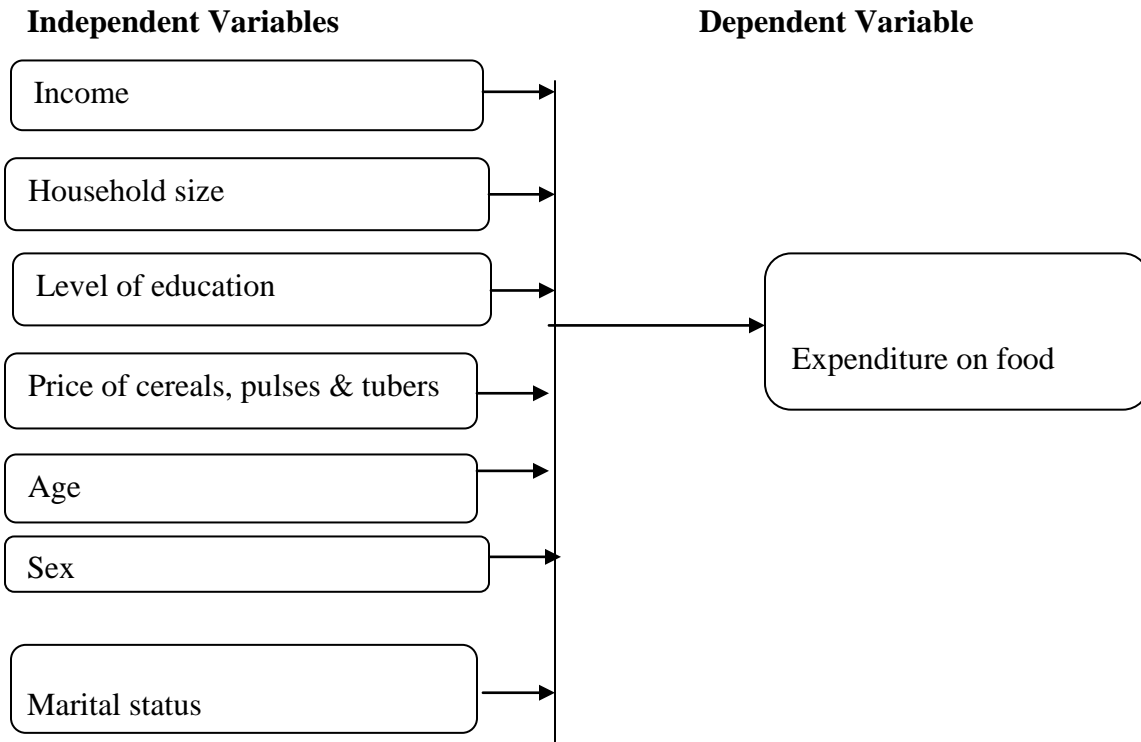 Independent Variables
Dependent Variable
Income
Household size
Level of education
Price of cereals, pulses & tubers
Age
Sex
Marital status
Expenditure on food